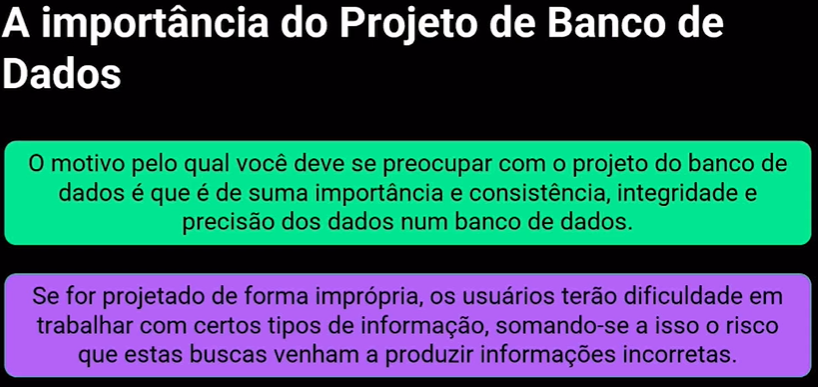 A importância do Projeto de Banco de
Dados
O motivo pelo qual você deve se preocupar com o projeto do banco de
dados é que é de suma importância e consistência, integridade e
precisão dos dados num banco de dados.
Se for projetado de forma imprópria, os usuários terão dificuldade em
trabalhar com certos tipos de informação, somando-se a isso o risco
que estas buscas venham a produzir informações incorretas.